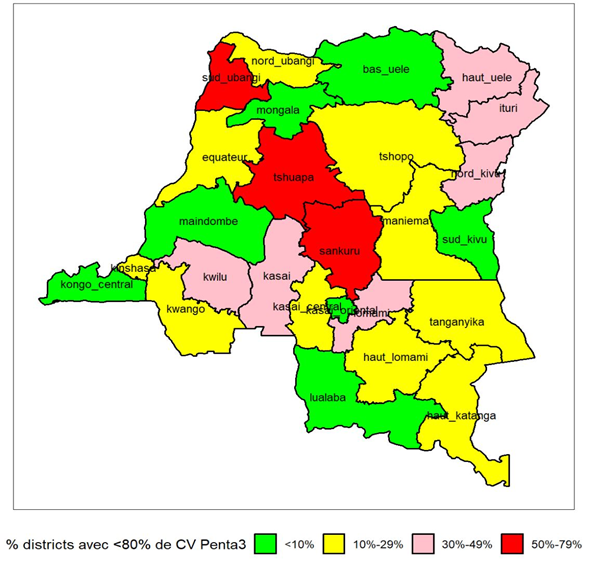 nord_ubangi
sud_ubangi
bas_uele
haut_uele
ituri
mongala
equateur
tshopo
nord_kivu
tshuapa
maindombe
maniema
sud_kivu
sankuru
kinshasa
kongo_central
kwilu
kasai
kwango
kasai_central
kasai_oriental
lomami
tanganyika
haut_lomami
lualaba
haut_katanga
% districts avec <80% de CV Penta3 <10% 10%-29% 30%-49% 50%-79%